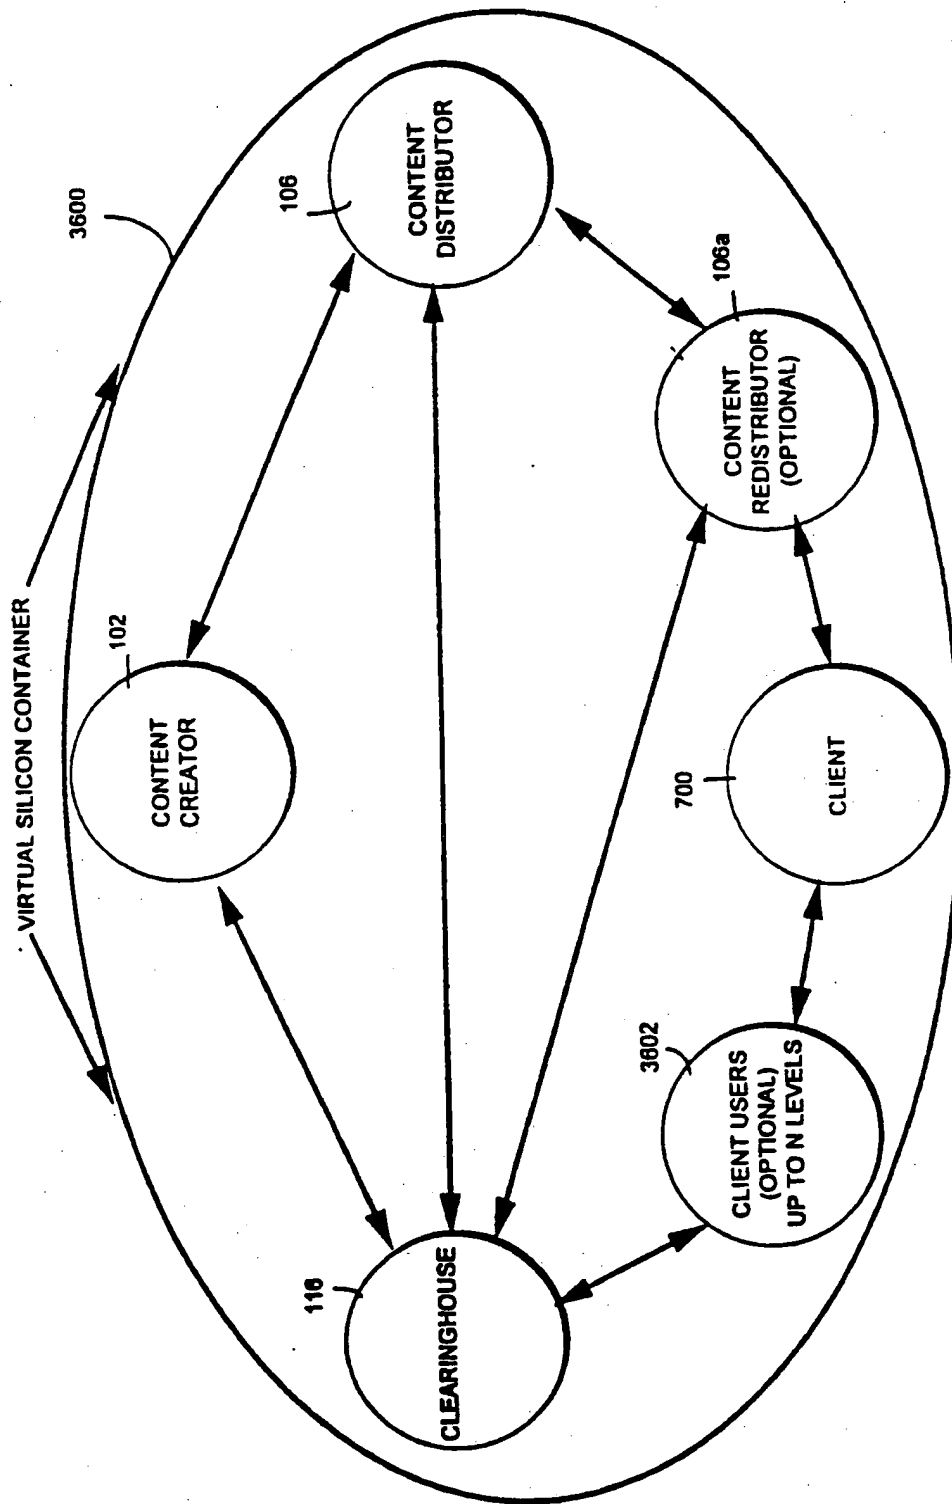 VIRTUAL SILICON CONTAINER
3600
102
CONTENT
CREATOR
106
CONTENT
DISTRIBUTOR
116
CLEARINGHOUSE
106a
CONTENT
REDISTRIBUTOR
(OPTIONAL)
3602
CLIENT USERS
(OPTIONAL)
UP TO N LEVELS
700
CLIENT